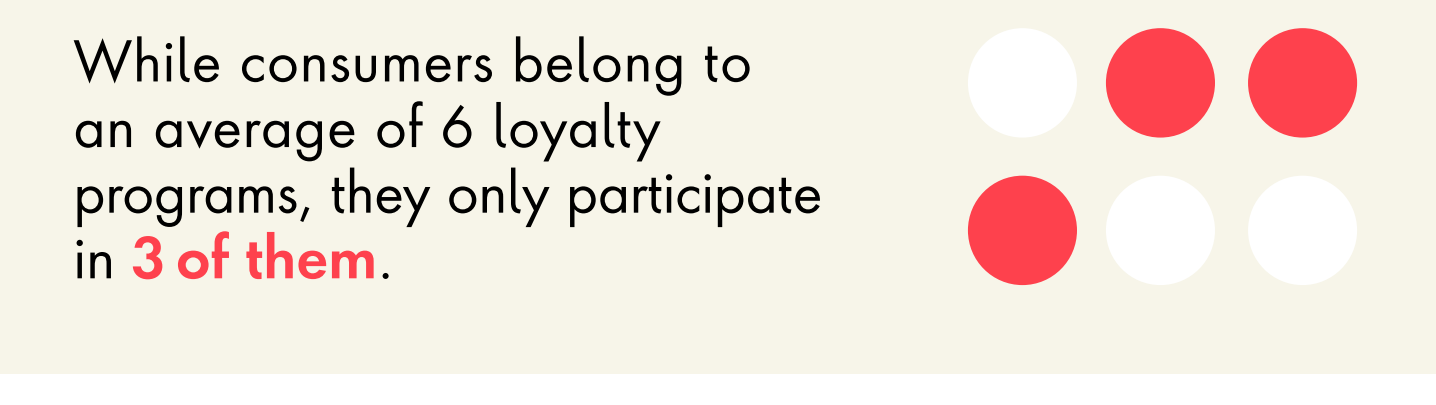 While consumers belong to
an average of 6 loyalty
programs, they only participate
in 3 of them.